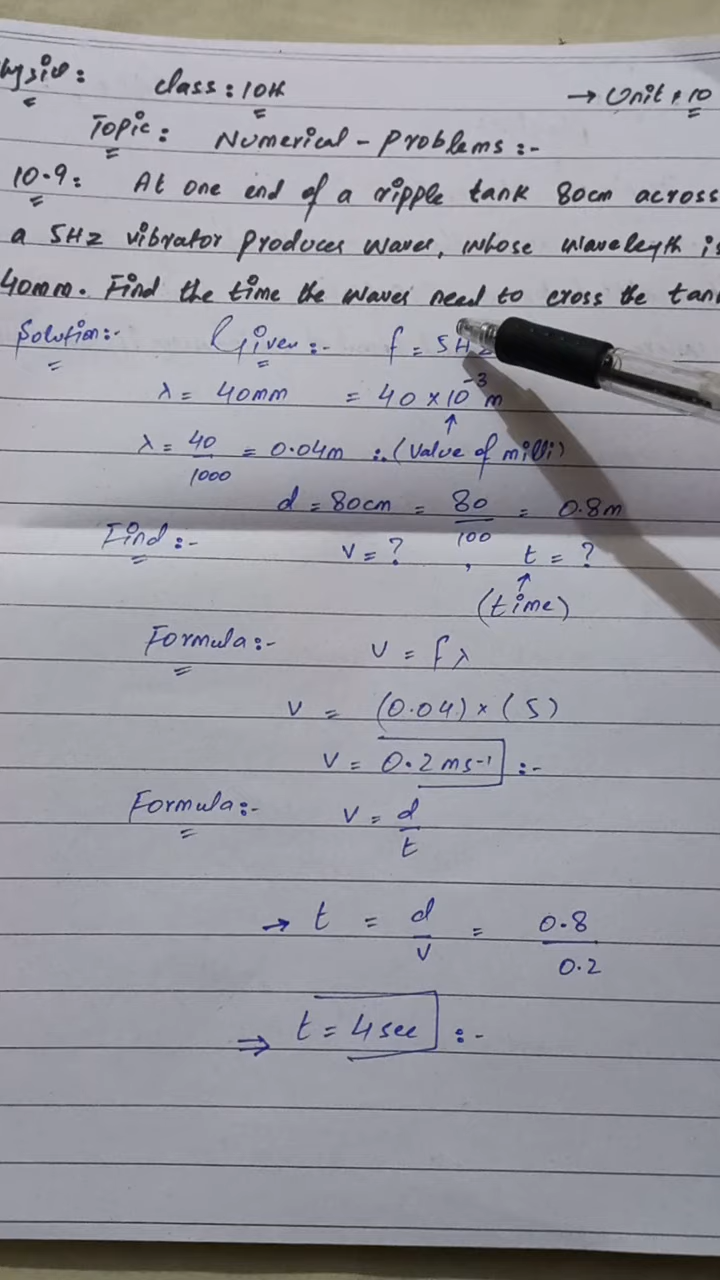 class: 10th → Unit # 10
Topic: Numerical - Problems :-
10.9: At one end of a ripple tank 80cm across
a 5Hz vibrator produces waves, whose wavelength is
40mm. Find the time the waves need to cross the tank
Solution:- Given:- f = 5Hz
λ = 40mm = 40 × 10⁻³ m
λ = 40/1000 = 0.04m ∴ (Value of milli)
d = 80cm = 80/100 = 0.8m
Find:- v = ? , t = ?
(time)
Formula:- v = fλ
v = (0.04) × (5)
v = 0.2 ms⁻¹ :-
Formula:- v = d/t
→ t = d/v = 0.8/0.2
⇒ t = 4 sec :-